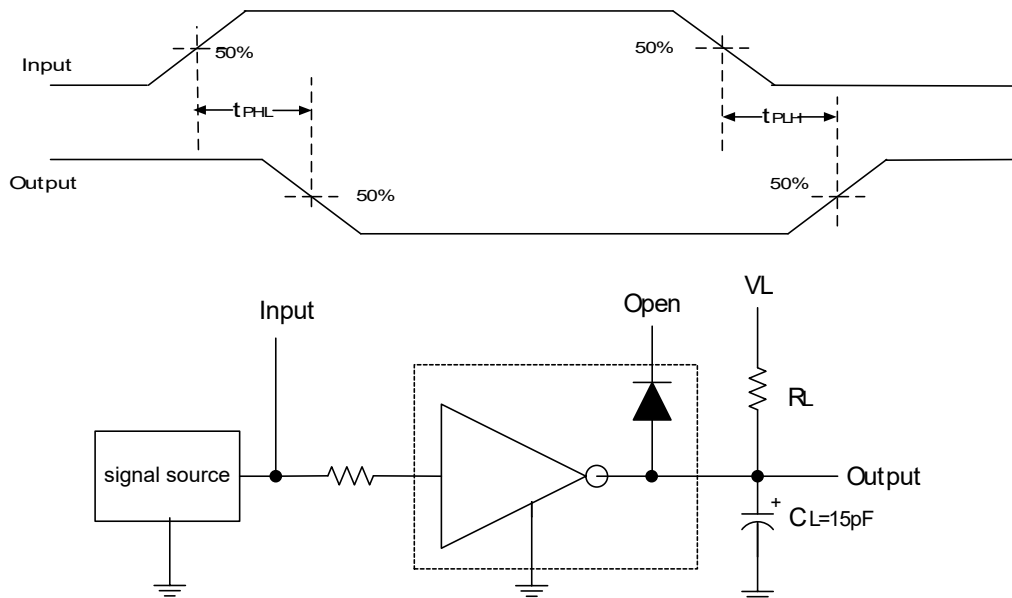 50%
50%
Input
tPHL
tPLH
Output
50%
50%
VL
Open
Input
RL
signal source
Output
+
CL=15pF